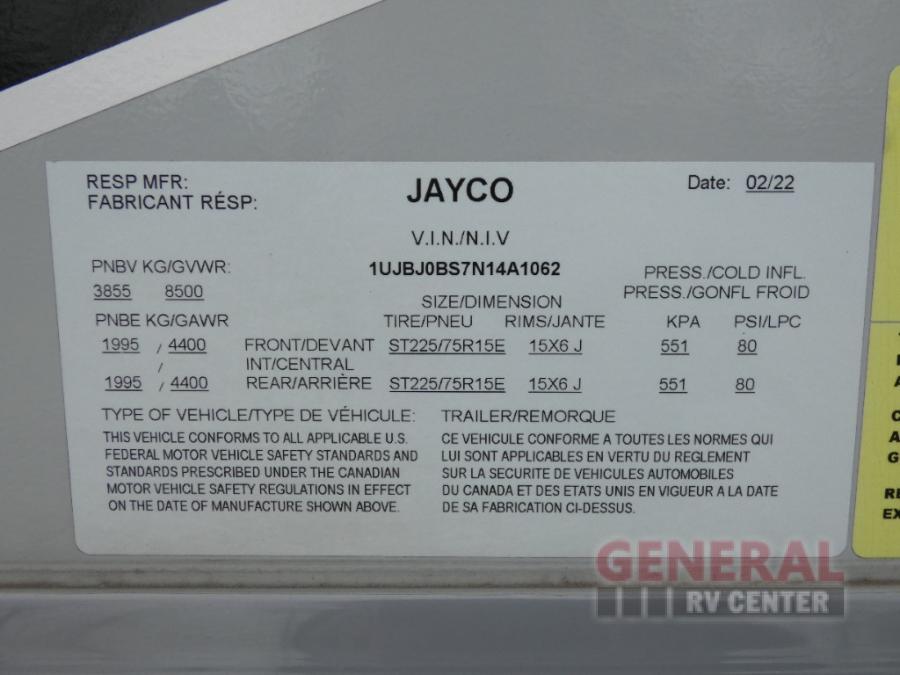 RESP MFR: JAYCO Date: 02/22
FABRICANT RÉSP:
V.I.N./N.I.V
PNBV KG/GVWR: 1UJBJ0BS7N14A1062 PRESS./COLD INFL.
3855 8500 SIZE/DIMENSION PRESS./GONFL FROID
PNBE KG/GAWR TIRE/PNEU RIMS/JANTE KPA PSI/LPC
1995 / 4400 FRONT/DEVANT ST225/75R15E 15X6 J 551 80
/ INT/CENTRAL
1995 / 4400 REAR/ARRIÈRE ST225/75R15E 15X6 J 551 80
TYPE OF VEHICLE/TYPE DE VÉHICULE: TRAILER/REMORQUE
THIS VEHICLE CONFORMS TO ALL APPLICABLE U.S.
FEDERAL MOTOR VEHICLE SAFETY STANDARDS AND
STANDARDS PRESCRIBED UNDER THE CANADIAN
MOTOR VEHICLE SAFETY REGULATIONS IN EFFECT
ON THE DATE OF MANUFACTURE SHOWN ABOVE.
CE VEHICULE CONFORME A TOUTES LES NORMES QUI
LUI SONT APPLICABLES EN VERTU DU REGLEMENT
SUR LA SECURITE DE VEHICULES AUTOMOBILES
DU CANADA ET DES ETATS UNIS EN VIGUEUR A LA DATE
DE SA FABRICATION CI-DESSUS.
GENERAL
RV CENTER